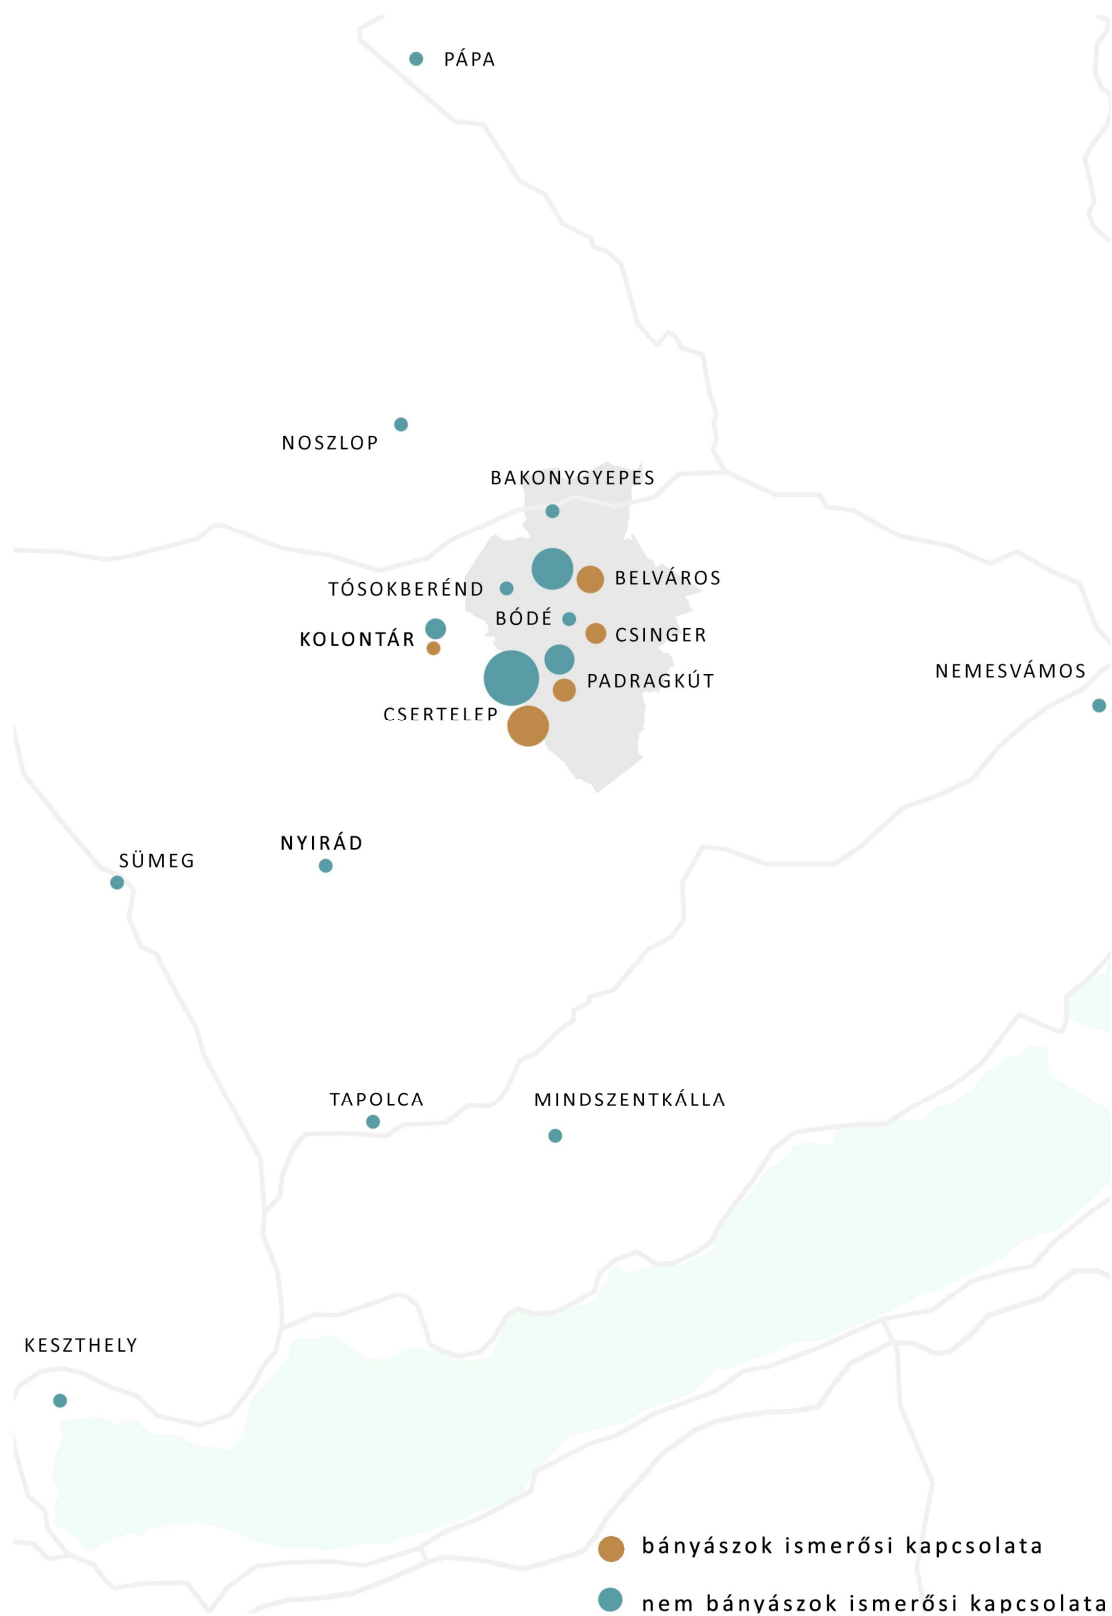 PÁPA
NOSZLOP
BAKONYGYEPES
BELVÁROS
TÓSOKBERÉND
BÓDÉ
CSINGER
KOLONTÁR
NEMESVÁMOS
PADRAGKÚT
CSERTELEP
NYIRÁD
SÜMEG
TAPOLCA
MINDSZENTKÁLLA
KESZTHELY
bányászok ismerősi kapcsolata
nem bányászok ismerősi kapcsolata